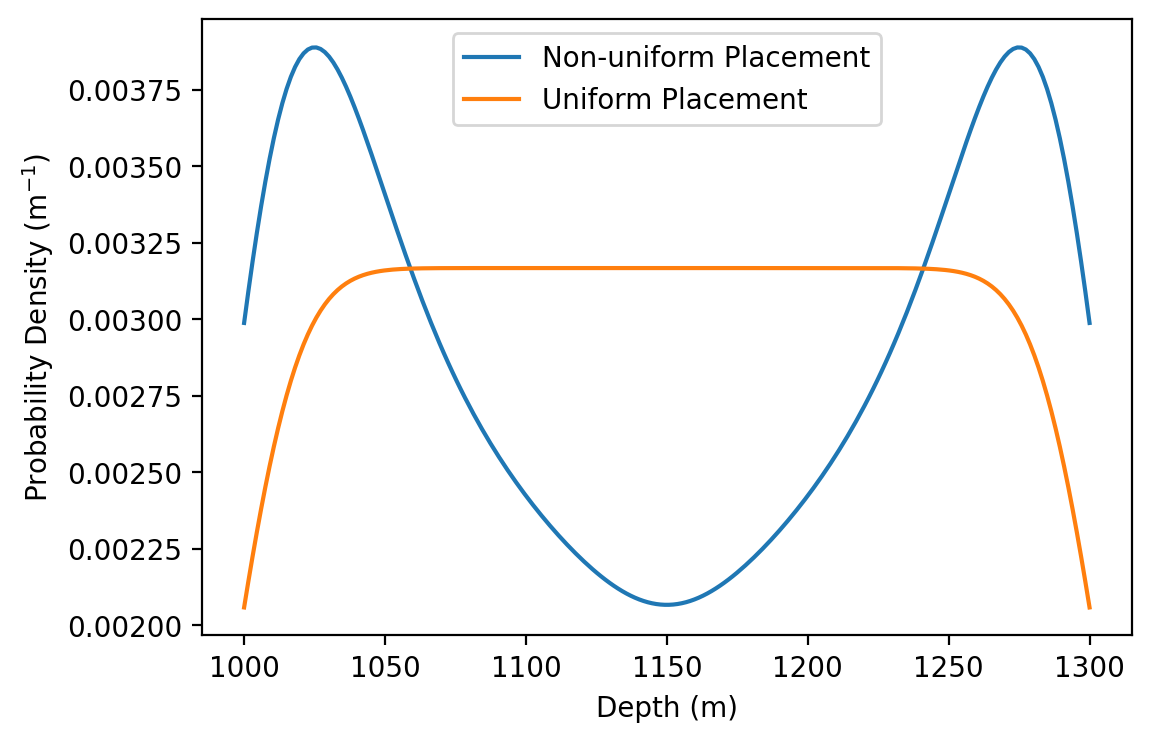 Non-uniform Placement
Uniform Placement
Probability Density (m⁻¹)
0.00375
0.00350
0.00325
0.00300
0.00275
0.00250
0.00225
0.00200
1000 1050 1100 1150 1200 1250 1300
Depth (m)